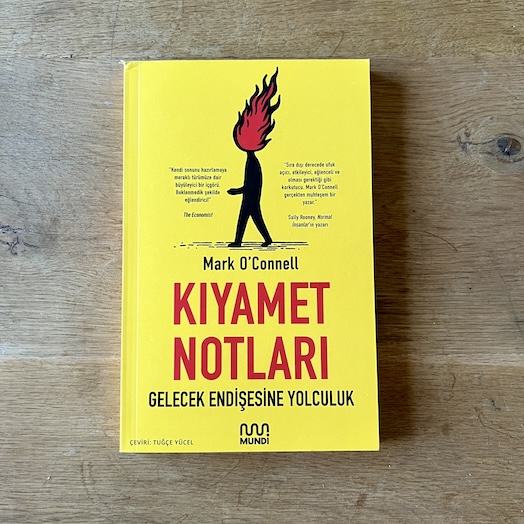 "Kendi sonunu hazırlamaya
meraklı türümüze dair
büyüleyici bir içgörü.
Beklenmedik şekilde
eğlendirici!"
The Economist
"Sıra dışı derecede ufuk
açıcı, etkileyici, eğlenceli ve
olması gerektiği gibi
korkutucu. Mark O'Connell
gerçekten muhteşem bir
yazar."
Sally Rooney, Normal
İnsanlar'ın yazarı
Mark O'Connell
KIYAMET
NOTLARI
GELECEK ENDİŞESİNE YOLCULUK
MUNDİ
ÇEVİRİ: TUĞÇE YÜCEL